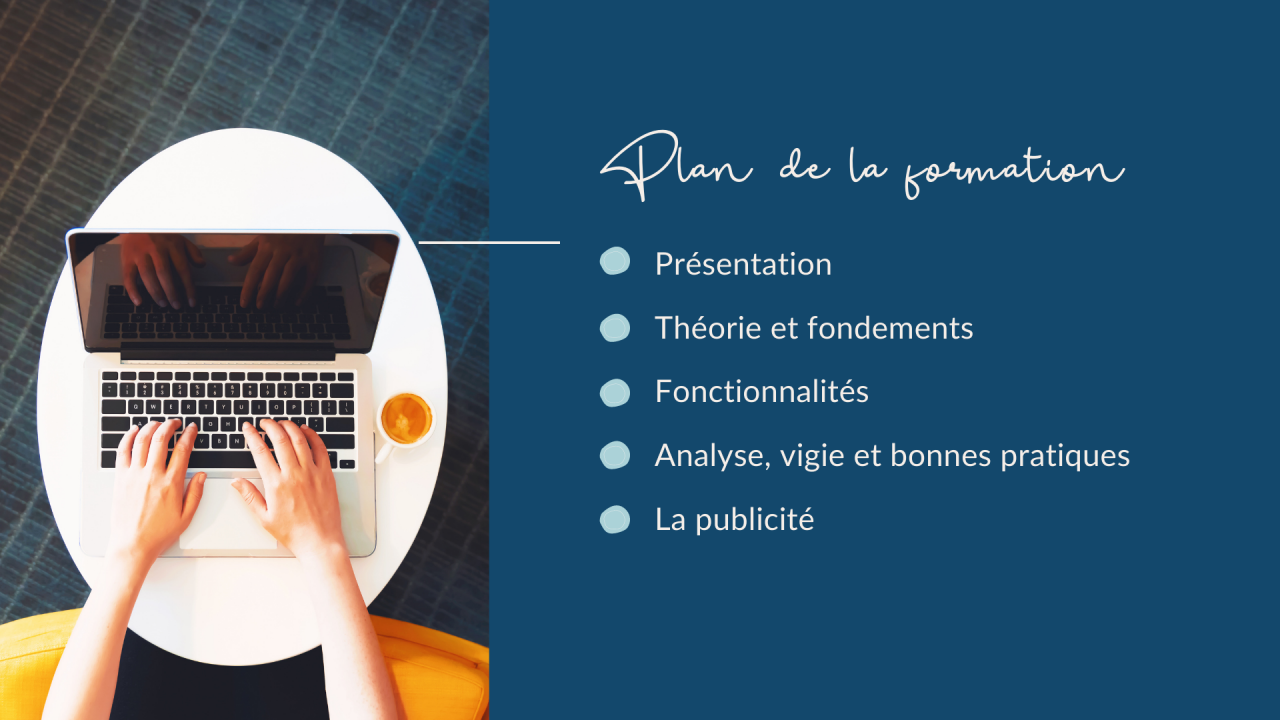 Plan de la formation
Présentation
Théorie et fondements
Fonctionnalités
Analyse, vigie et bonnes pratiques
La publicité